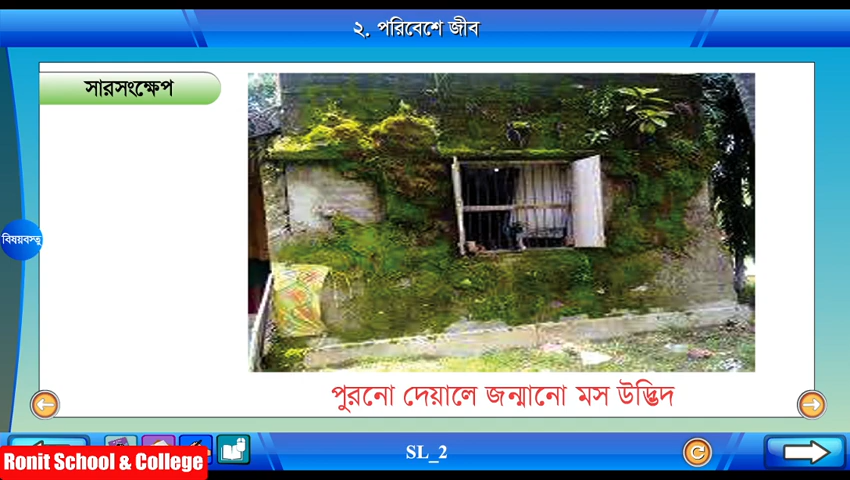 ২. পরিবেশে জীব
সারসংক্ষেপ
বিষয়বস্তু
পুরনো দেয়ালে জন্মানো মস উদ্ভিদ
SL_2
Ronit School & College